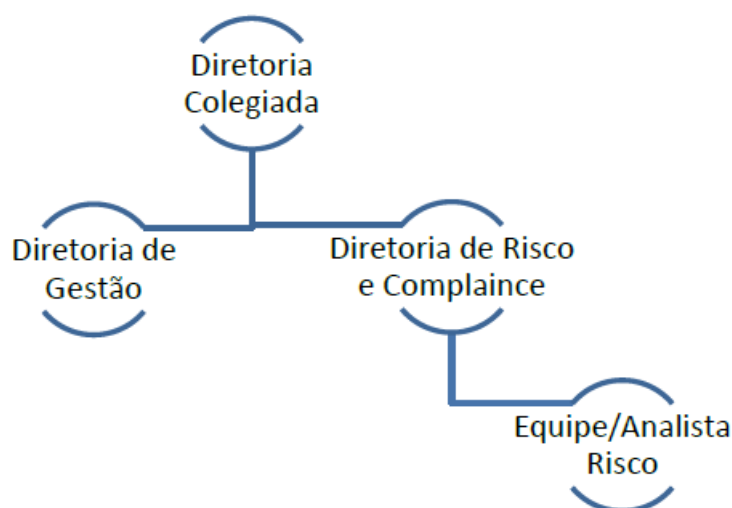 Diretoria
Colegiada
Diretoria de
Gestão
Diretoria de Risco
e Complaince
Equipe/Analista
Risco